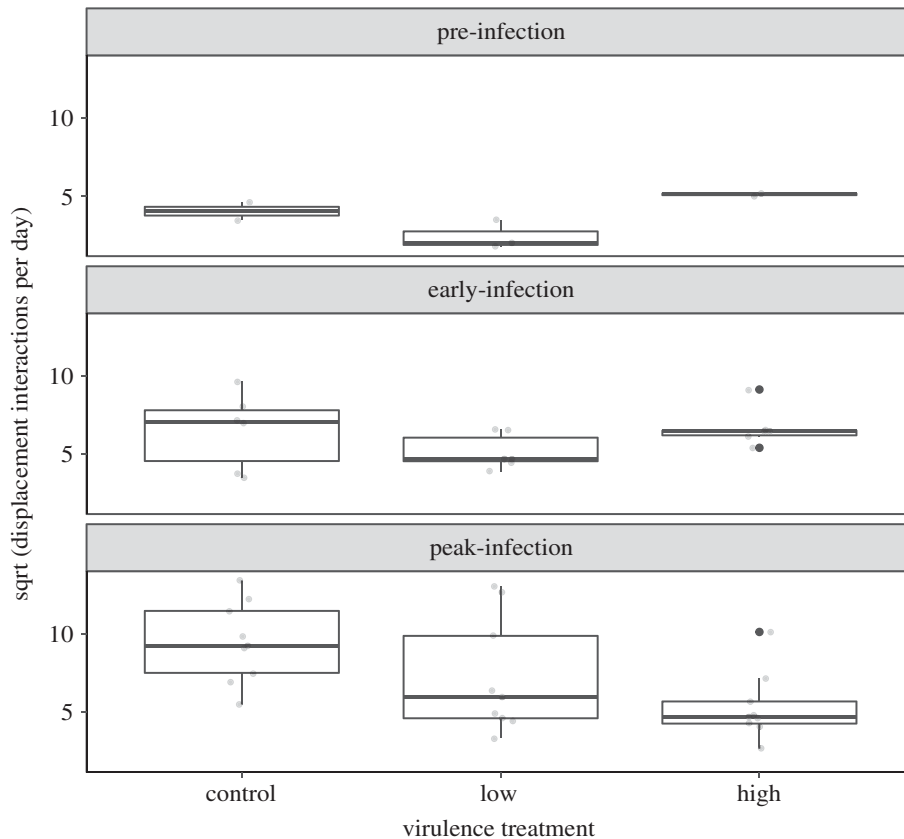 pre-infection
10
5
early-infection
10
5
peak-infection
10
5
sqrt (displacement interactions per day)
control low high
virulence treatment